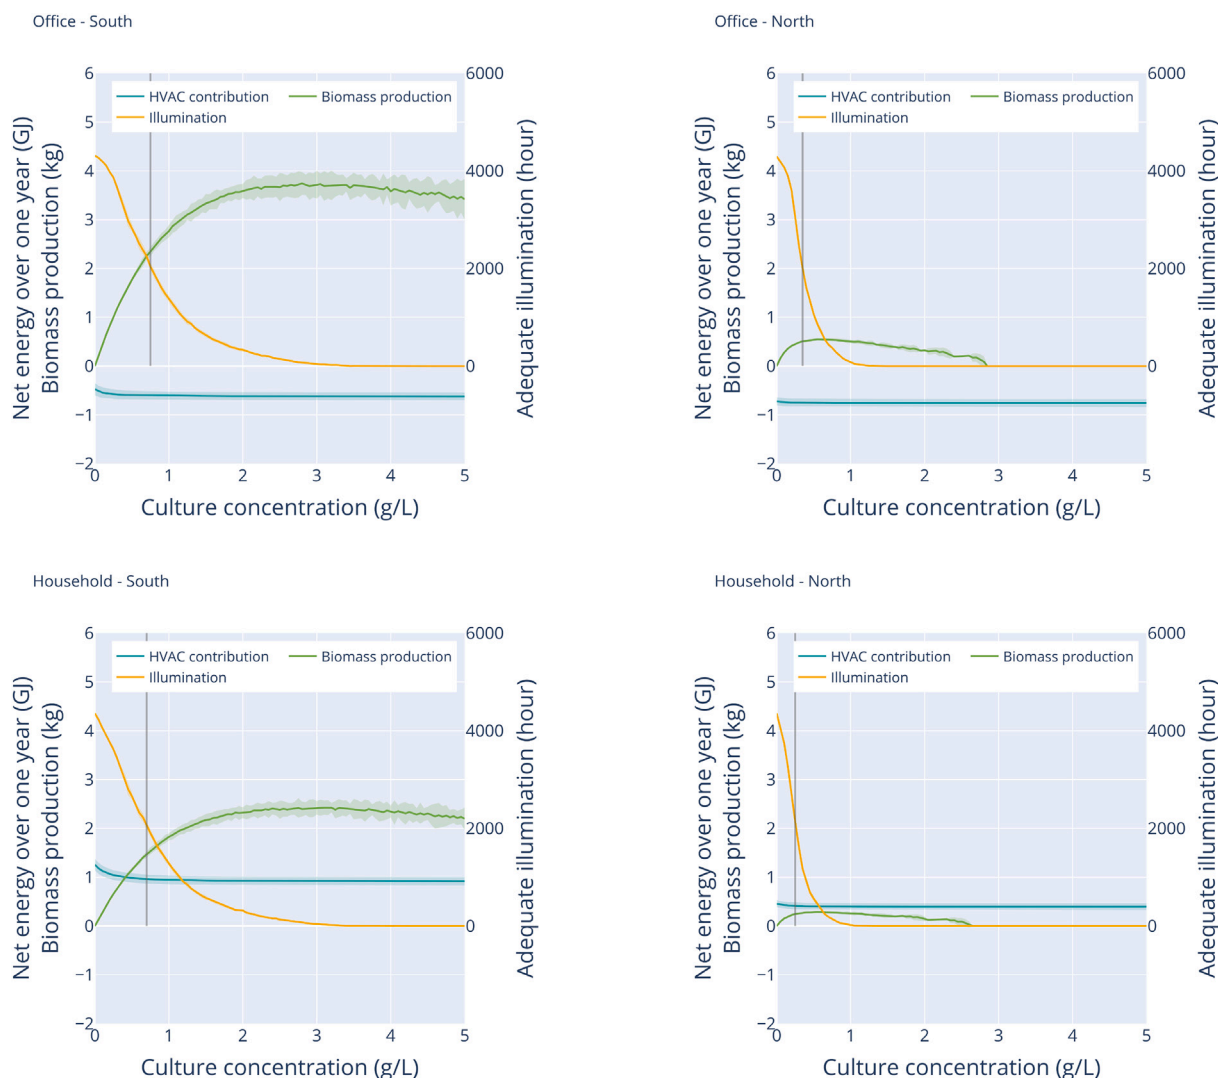 Office - South
Office - North
6
5
4
3
2
1
0
−1
−2
6000
4000
2000
0
HVAC contribution
Biomass production
Illumination
Net energy over one year (GJ)
Biomass production (kg)
Adequate illumination (hour)
0 1 2 3 4 5
Culture concentration (g/L)
6
5
4
3
2
1
0
−1
−2
6000
4000
2000
0
HVAC contribution
Biomass production
Illumination
Net energy over one year (GJ)
Biomass production (kg)
Adequate illumination (hour)
0 1 2 3 4 5
Culture concentration (g/L)
Household - South
Household - North
6
5
4
3
2
1
0
−1
−2
6000
4000
2000
0
HVAC contribution
Biomass production
Illumination
Net energy over one year (GJ)
Biomass production (kg)
Adequate illumination (hour)
0 1 2 3 4 5
Culture concentration (g/L)
6
5
4
3
2
1
0
−1
−2
6000
4000
2000
0
HVAC contribution
Biomass production
Illumination
Net energy over one year (GJ)
Biomass production (kg)
Adequate illumination (hour)
0 1 2 3 4 5
Culture concentration (g/L)